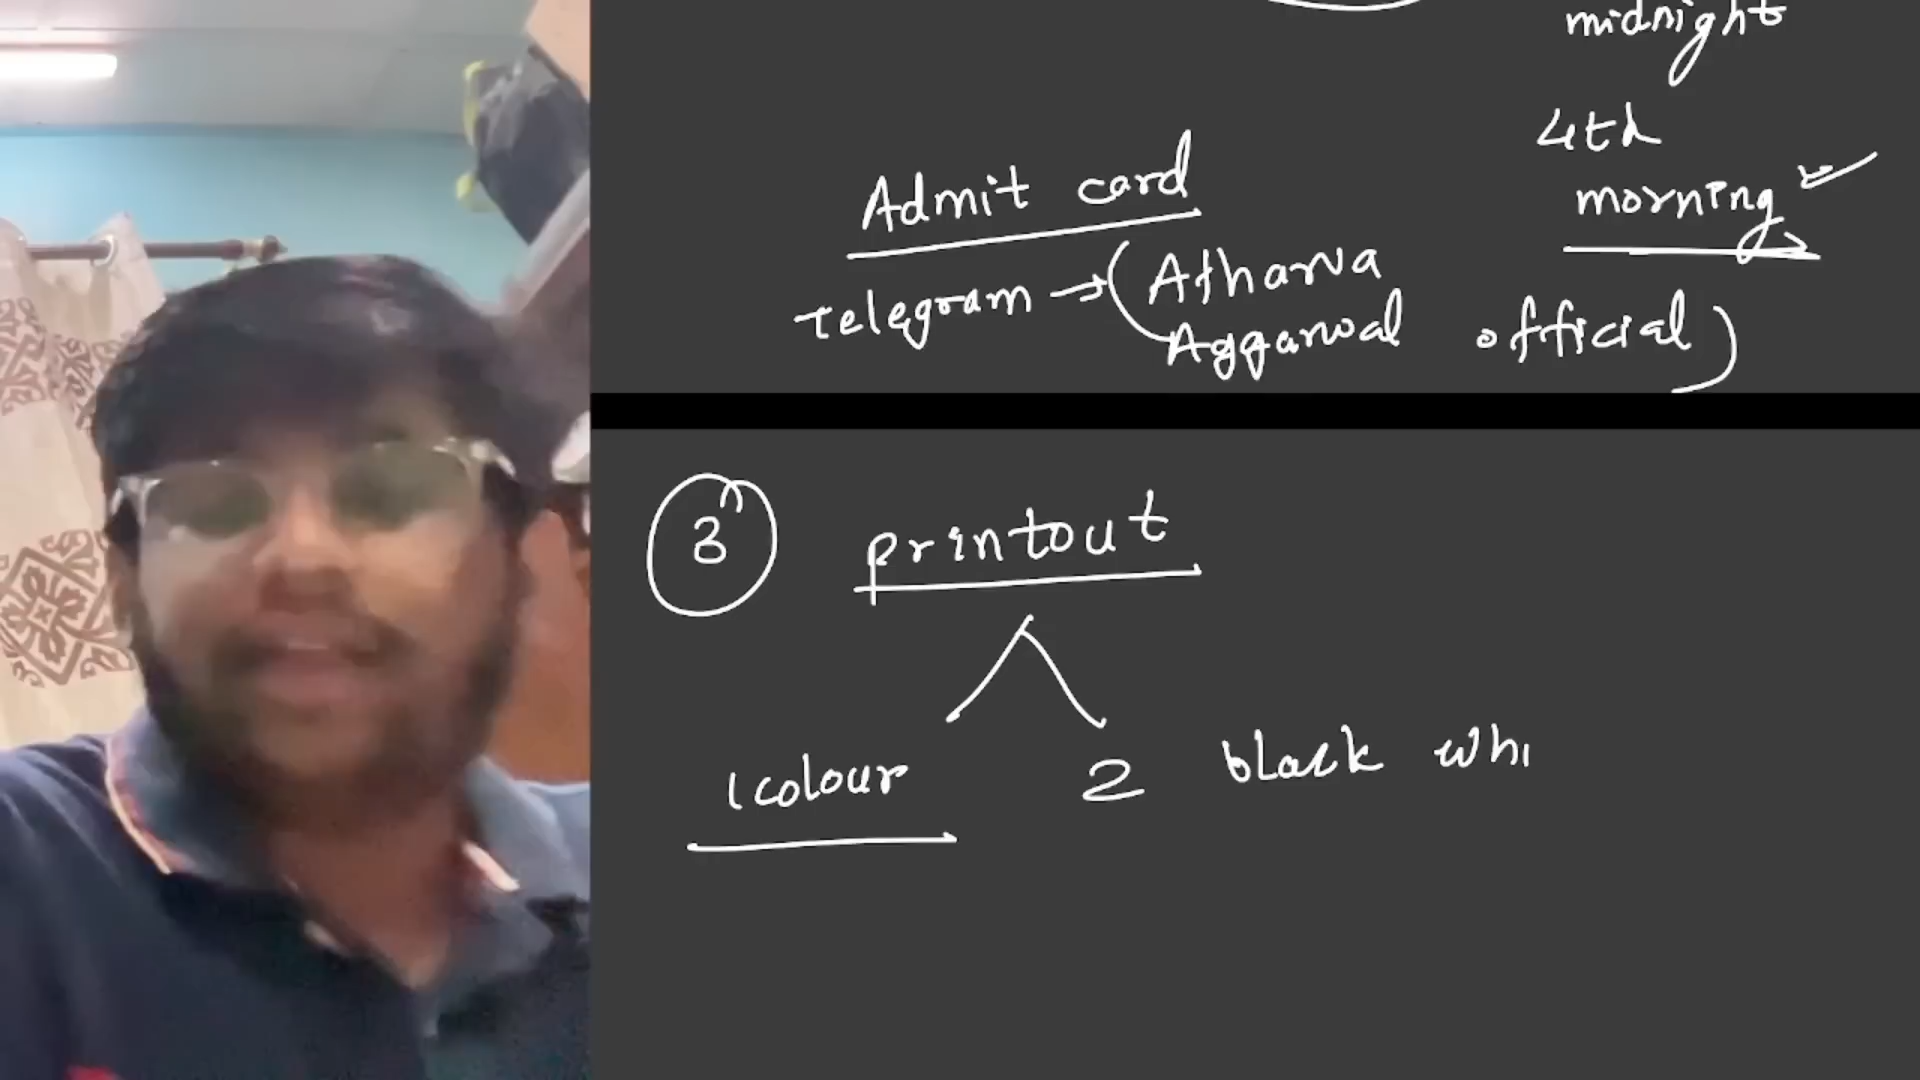 midnight
4th
morning
Admit card
Telegram → (Atharva
Aggarwal official)
3
printout
1 colour 2 black whi